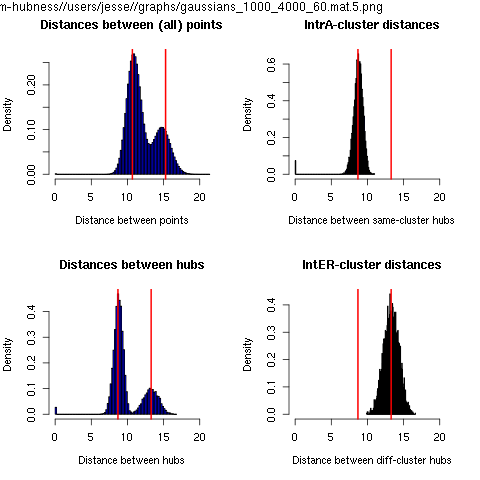 m-hubness//users/jesse//graphs/gaussians_1000_4000_60.mat.5.png
Distances between (all) points
IntrA-cluster distances
Density
0.00 0.10 0.20
0 5 10 15 20
Distance between points
Density
0.0 0.2 0.4 0.6
0 5 10 15 20
Distance between same-cluster hubs
Distances between hubs
IntER-cluster distances
Density
0.0 0.1 0.2 0.3 0.4
0 5 10 15 20
Distance between hubs
Density
0.0 0.1 0.2 0.3 0.4
0 5 10 15 20
Distance between diff-cluster hubs